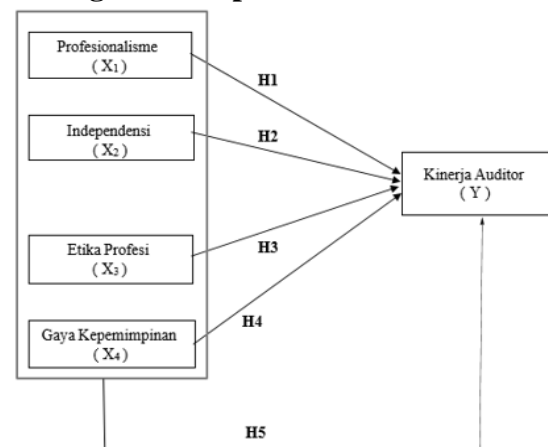 Profesionalisme
( X₁ )
H1
Independensi
( X₂ )
H2
Kinerja Auditor
( Y )
Etika Profesi
( X₃ )
H3
Gaya Kepemimpinan
( X₄ )
H4
H5